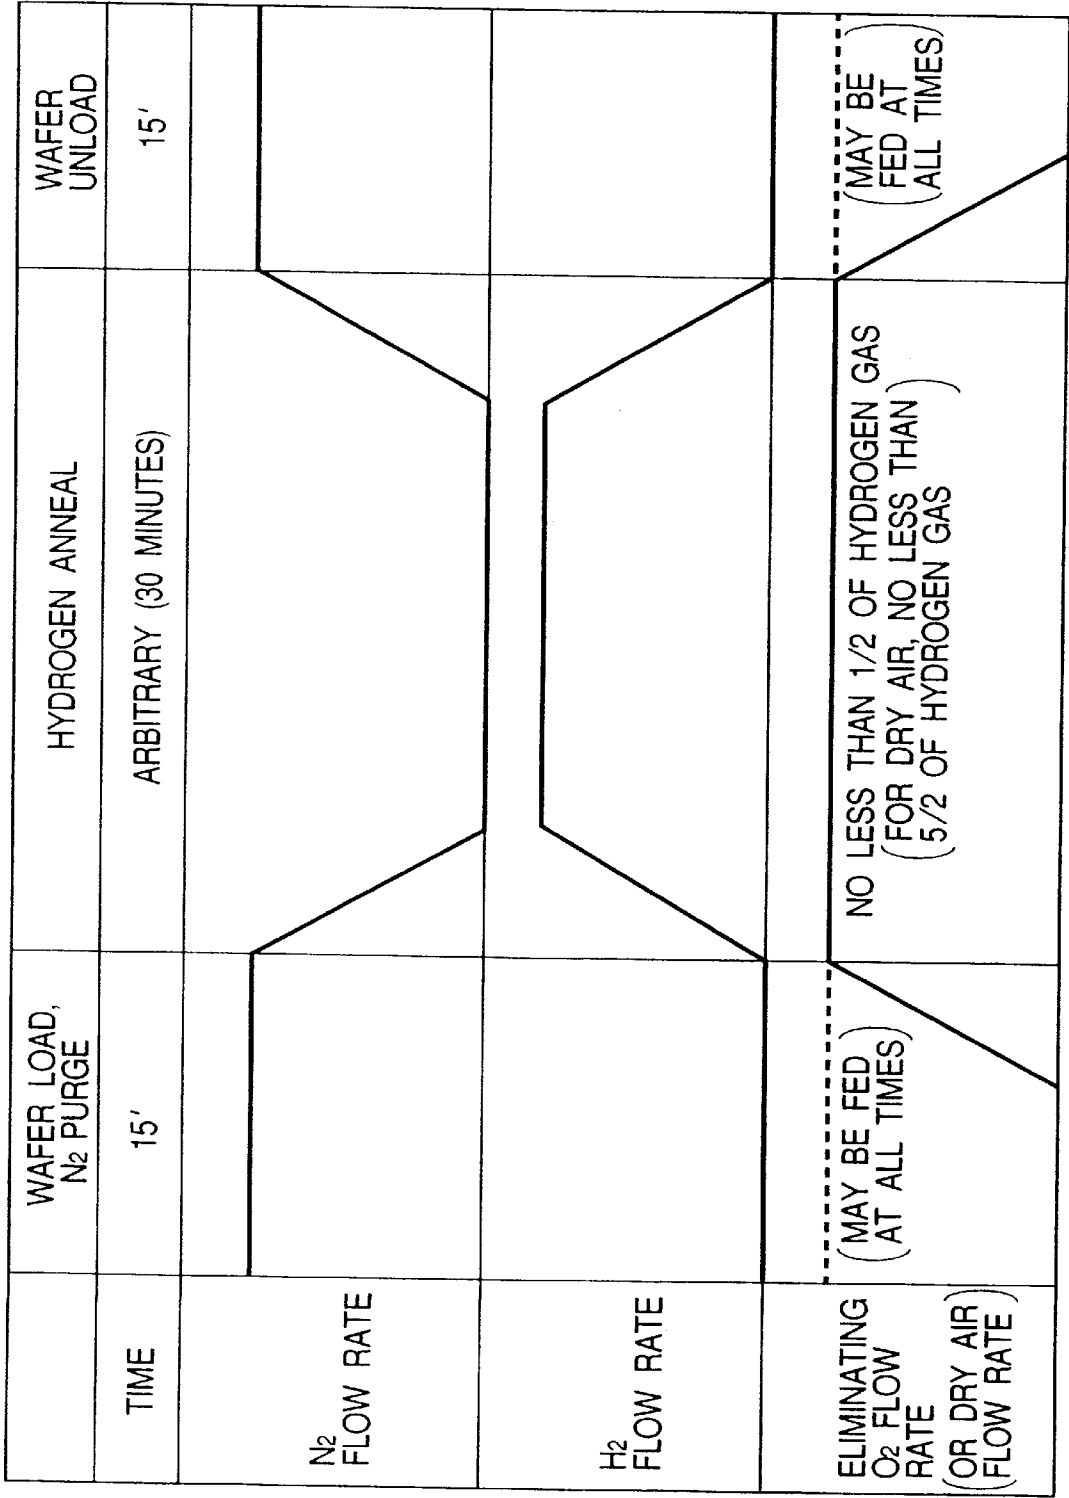 WAFER LOAD,
N2 PURGE
HYDROGEN ANNEAL
WAFER
UNLOAD
TIME
15′
ARBITRARY (30 MINUTES)
15′
N2
FLOW RATE
H2
FLOW RATE
ELIMINATING
O2 FLOW
RATE
(OR DRY AIR
FLOW RATE)
(MAY BE FED
AT ALL TIMES)
NO LESS THAN 1/2 OF HYDROGEN GAS
(FOR DRY AIR, NO LESS THAN
5/2 OF HYDROGEN GAS)
(MAY BE
FED AT
ALL TIMES)